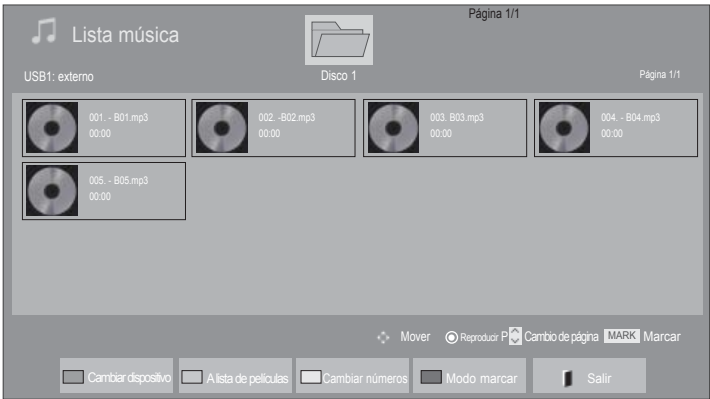 Página 1/1
Lista música
USB1: externo
Disco 1
Página 1/1
001. - B01.mp3
00:00
002. -B02.mp3
00:00
003. B03.mp3
00:00
004. - B04.mp3
00:00
005. - B05.mp3
00:00
Mover Reproducir P Cambio de página MARK Marcar
Cambiar dispositivo A lista de películas Cambiar números Modo marcar Salir